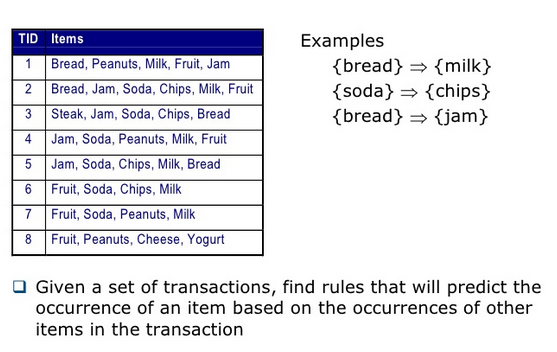 TID Items
1 Bread, Peanuts, Milk, Fruit, Jam
2 Bread, Jam, Soda, Chips, Milk, Fruit
3 Steak, Jam, Soda, Chips, Bread
4 Jam, Soda, Peanuts, Milk, Fruit
5 Jam, Soda, Chips, Milk, Bread
6 Fruit, Soda, Chips, Milk
7 Fruit, Soda, Peanuts, Milk
8 Fruit, Peanuts, Cheese, Yogurt
Examples
{bread} ⇒ {milk}
{soda} ⇒ {chips}
{bread} ⇒ {jam}
❑ Given a set of transactions, find rules that will predict the
occurrence of an item based on the occurrences of other
items in the transaction